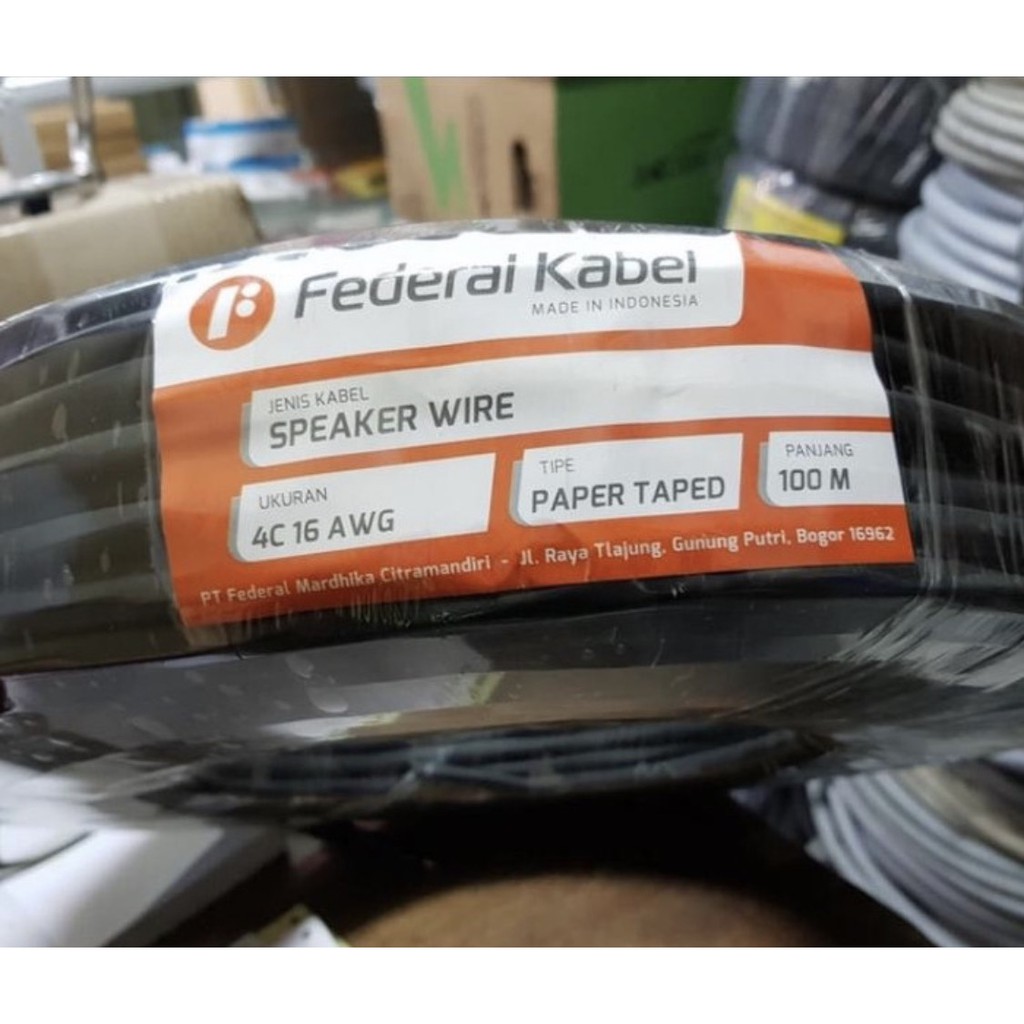 Federal Kabel
MADE IN INDONESIA
JENIS KABEL
SPEAKER WIRE
UKURAN
4C 16 AWG
TIPE
PAPER TAPED
PANJANG
100 M
PT Federal Mardhika Citramandiri - Jl. Raya Tlajung, Gunung Putri, Bogor 16962